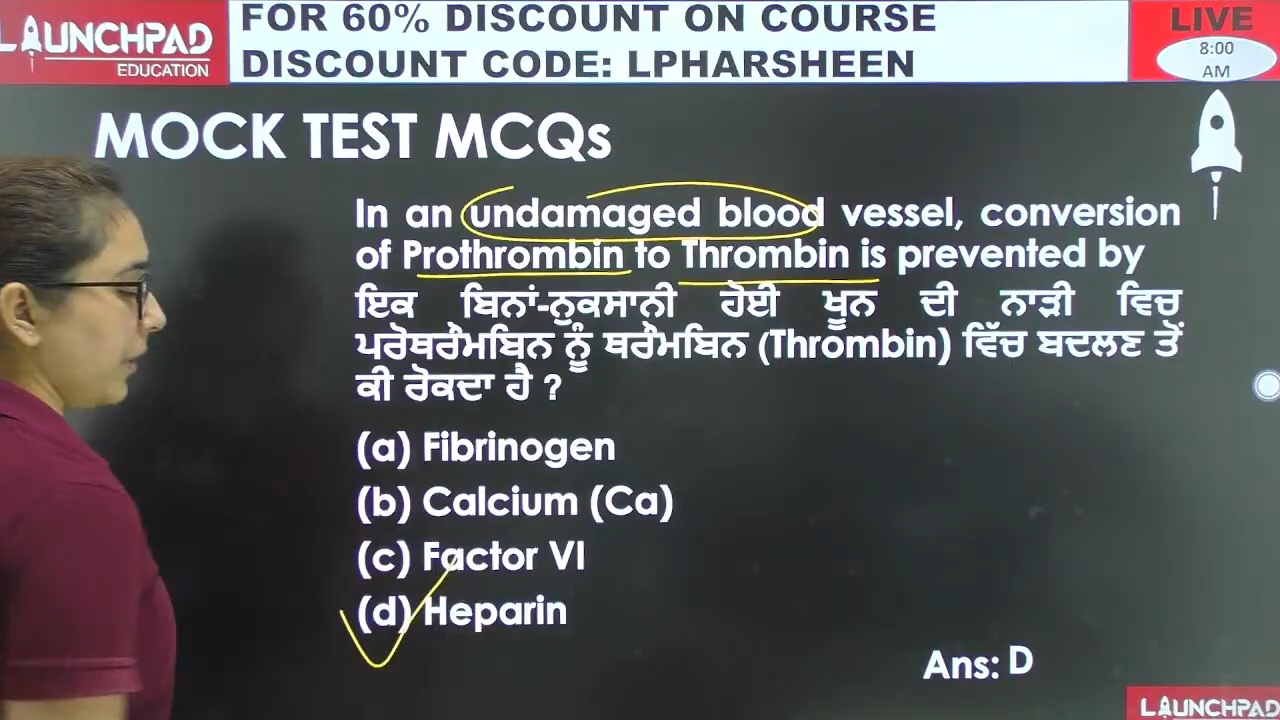 LAUNCHPAD
EDUCATION
FOR 60% DISCOUNT ON COURSE
DISCOUNT CODE: LPHARSHEEN
LIVE
8:00
AM
MOCK TEST MCQs
In an undamaged blood vessel, conversion
of Prothrombin to Thrombin is prevented by
ਇਕ ਬਿਨਾਂ-ਨੁਕਸਾਨੀ ਹੋਈ ਖੂਨ ਦੀ ਨਾੜੀ ਵਿਚ
ਪਰੋਥਰੌਮਬਿਨ ਨੂੰ ਥਰੌਮਬਿਨ (Thrombin) ਵਿੱਚ ਬਦਲਣ ਤੋਂ
ਕੀ ਰੋਕਦਾ ਹੈ ?
(a) Fibrinogen
(b) Calcium (Ca)
(c) Factor VI
(d) Heparin
Ans: D
LAUNCHPAD